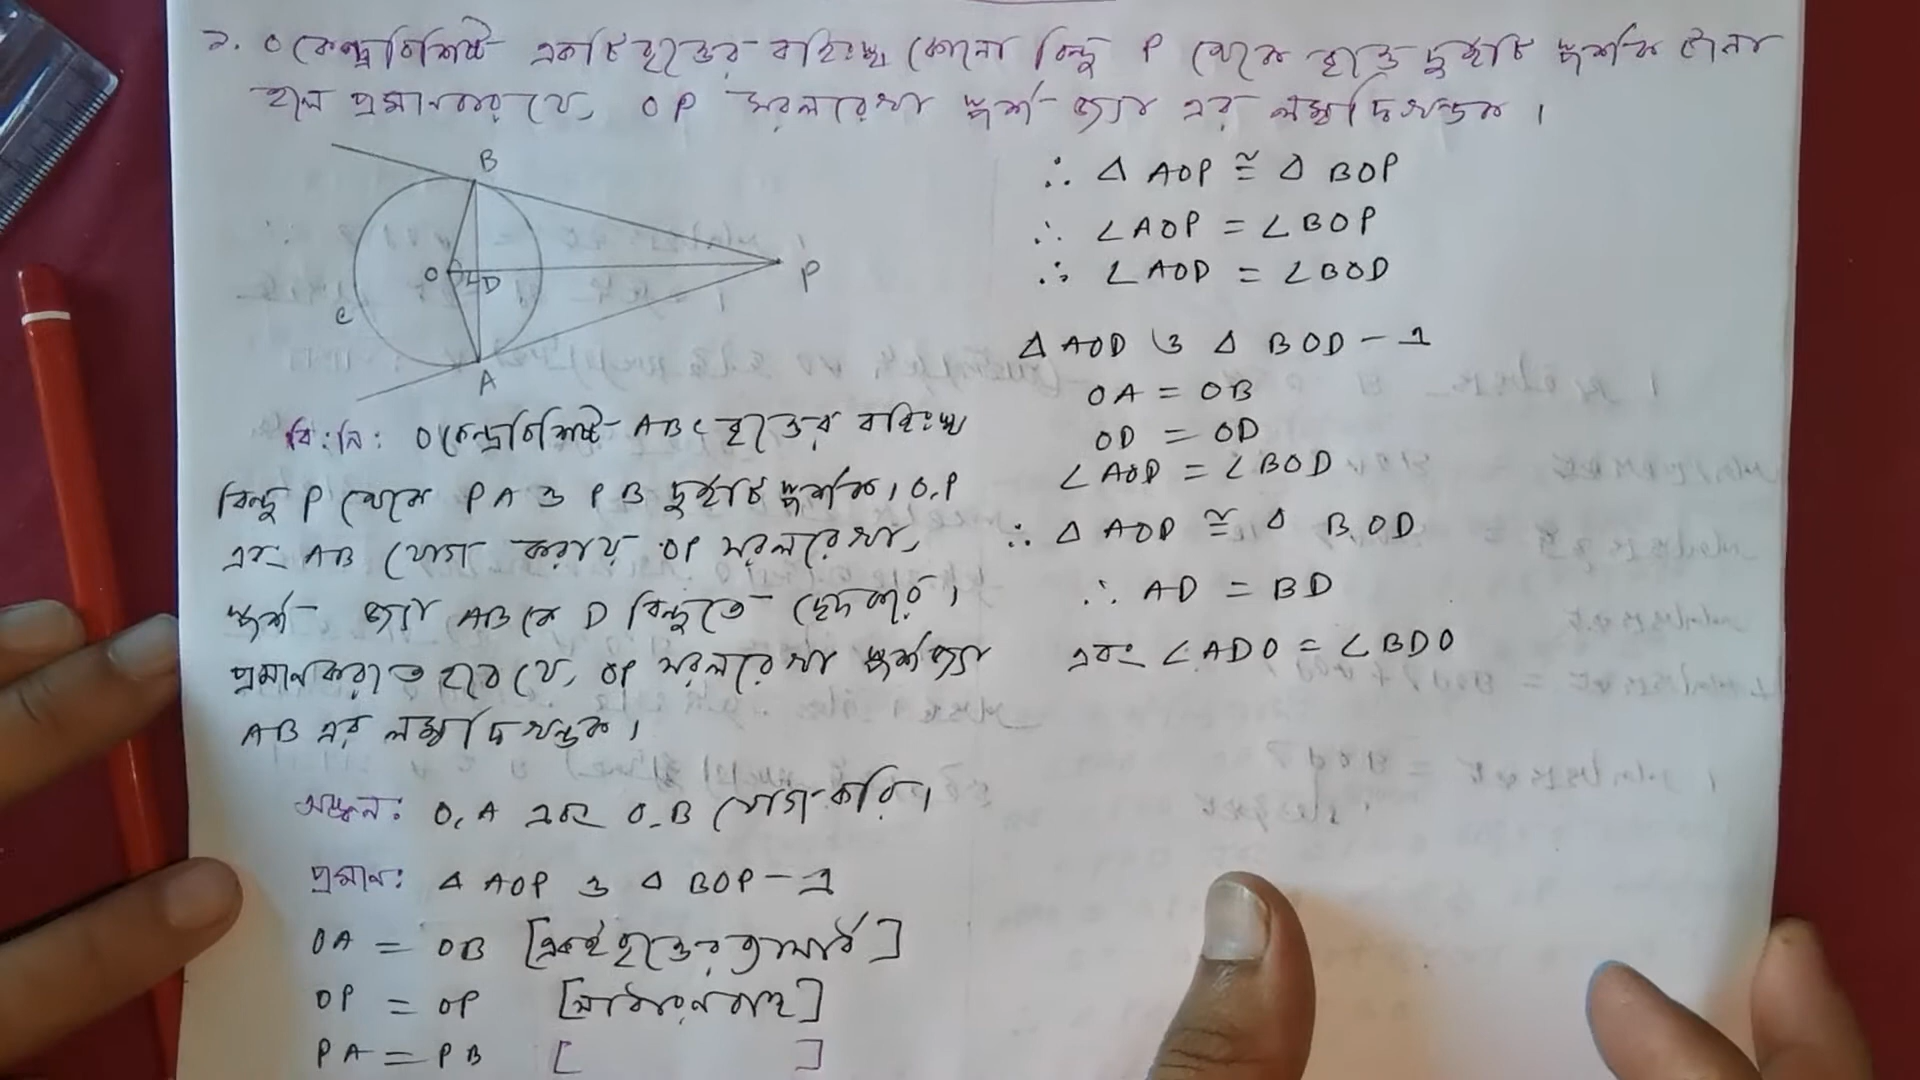 ২. O কেন্দ্রবিশিষ্ট একটি বৃত্তের বহিঃস্থ কোনো বিন্দু P থেকে বৃত্তে দুইটি স্পর্শক টানা
হলে প্রমাণ কর যে, OP সরলরেখা স্পর্শ-জ্যা এর লম্বদ্বিখন্ডক।
B
O
D
P
C
A
বি:নি: O কেন্দ্রবিশিষ্ট ABC বৃত্তের বহিঃস্থ
বিন্দু P থেকে PA ও PB দুইটি স্পর্শক। O,P
এবং AB যোগ করায় OP সরলরেখা,
স্পর্শ- জ্যা AB কে D বিন্দুতে ছেদ করে।
প্রমাণ করতে হবে যে, OP সরলরেখা স্পর্শজ্যা
AB এর লম্বদ্বিখন্ডক।
অঙ্কন: O,A এবং O,B যোগ করি।
প্রমাণ: Δ AOP ও Δ BOP-এ
OA = OB [একই বৃত্তের ব্যাসার্ধ]
OP = OP [সাধারণ বাহু]
PA = PB [ ]
∴ Δ AOP ≅ Δ BOP
∴ ∠AOP = ∠BOP
∴ ∠AOD = ∠BOD
Δ AOD ও Δ BOD-এ
OA = OB
OD = OD
∠AOD = ∠BOD
∴ Δ AOD ≅ Δ BOD
∴ AD = BD
এবং ∠ADO = ∠BDO